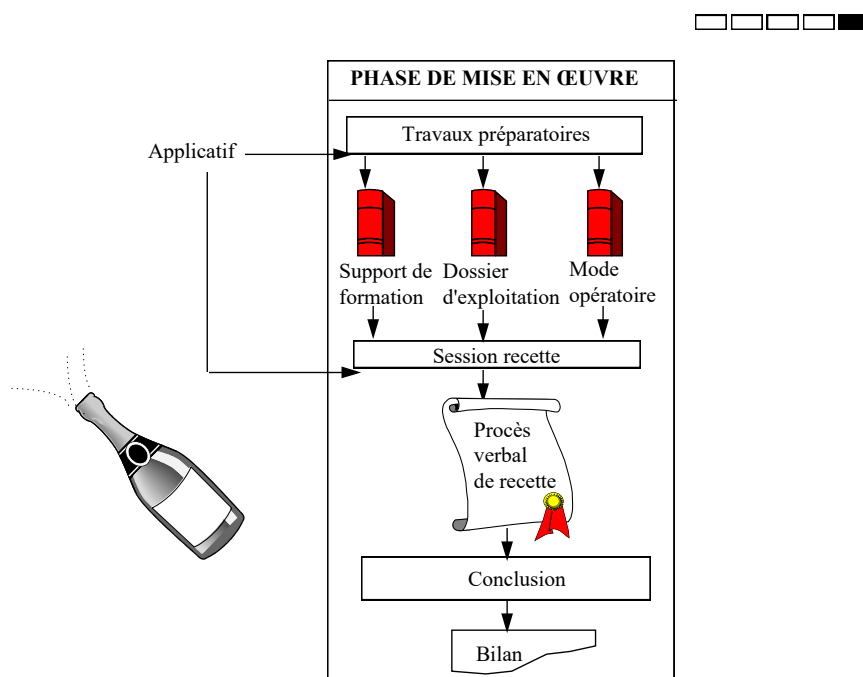 PHASE DE MISE EN ŒUVRE
Travaux préparatoires
Applicatif
Support de
formation
Dossier
d'exploitation
Mode
opératoire
Session recette
Procès
verbal
de recette
Conclusion
Bilan